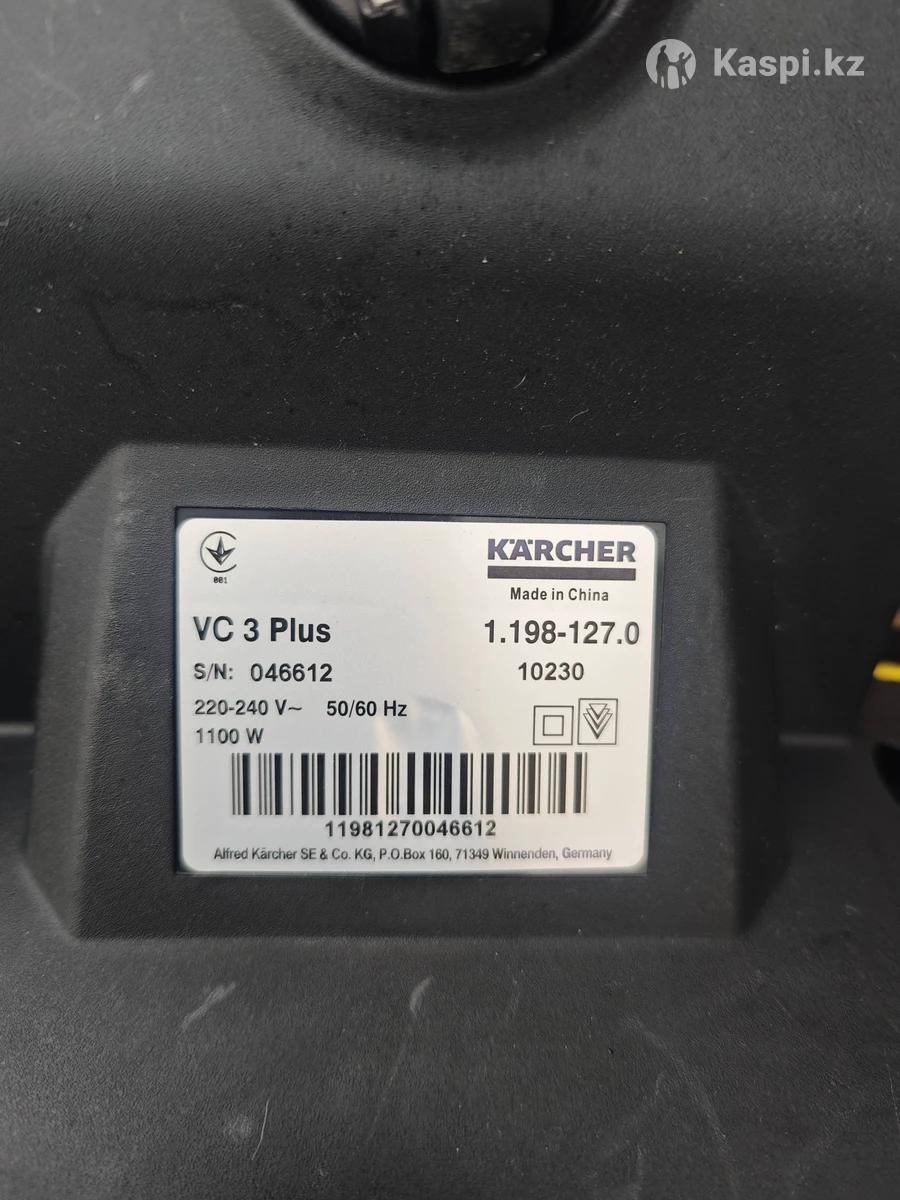 Kaspi.kz
001
KÄRCHER
Made in China
VC 3 Plus 1.198-127.0
S/N: 046612 10230
220-240 V~ 50/60 Hz
1100 W
11981270046612
Alfred Kärcher SE & Co. KG, P.O.Box 160, 71349 Winnenden, Germany